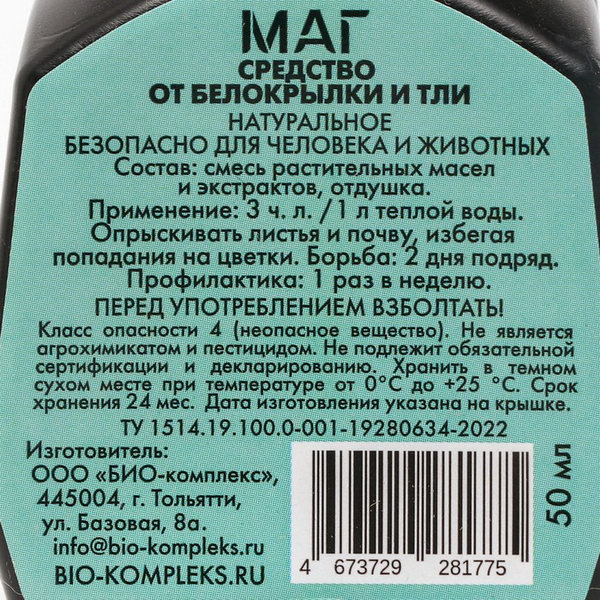 МАГ
СРЕДСТВО
ОТ БЕЛОКРЫЛКИ И ТЛИ
НАТУРАЛЬНОЕ
БЕЗОПАСНО ДЛЯ ЧЕЛОВЕКА И ЖИВОТНЫХ
Состав: смесь растительных масел
и экстрактов, отдушка.
Применение: 3 ч. л. /1 л теплой воды.
Опрыскивать листья и почву, избегая
попадания на цветки. Борьба: 2 дня подряд.
Профилактика: 1 раз в неделю.
ПЕРЕД УПОТРЕБЛЕНИЕМ ВЗБОЛТАТЬ!
Класс опасности 4 (неопасное вещество). Не является
агрохимикатом и пестицидом. Не подлежит обязательной
сертификации и декларированию. Хранить в темном
сухом месте при температуре от 0°С до +25 °С. Срок
хранения 24 мес. Дата изготовления указана на крышке.
ТУ 1514.19.100.0-001-19280634-2022
Изготовитель:
ООО «БИО-комплекс»,
445004, г. Тольятти,
ул. Базовая, 8а.
info@bio-kompleks.ru
BIO-KOMPLEKS.RU
4 673729 281775
50 мл